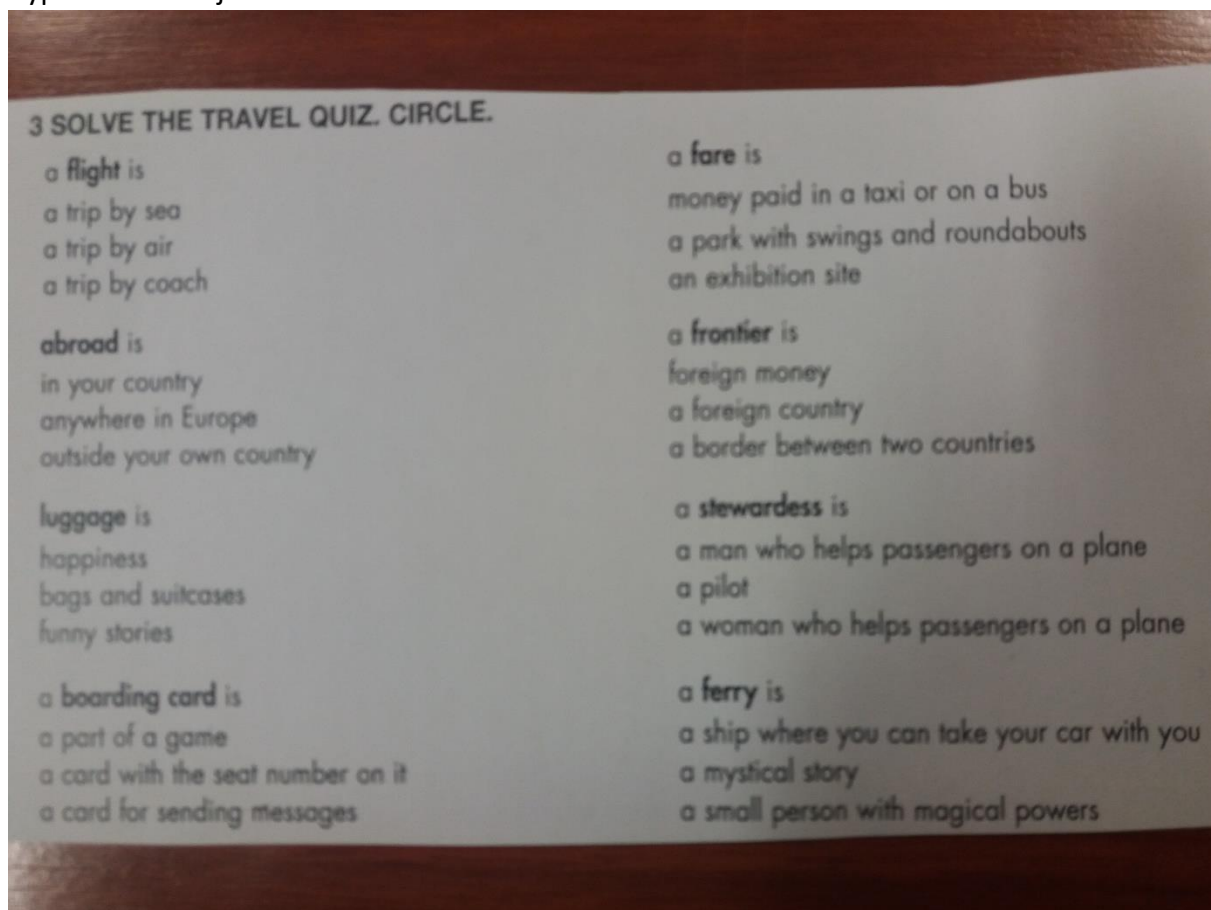 3 SOLVE THE TRAVEL QUIZ. CIRCLE.
a flight is
a trip by sea
a trip by air
a trip by coach
abroad is
in your country
anywhere in Europe
outside your own country
luggage is
happiness
bags and suitcases
funny stories
a boarding card is
a part of a game
a card with the seat number on it
a card for sending messages
a fare is
money paid in a taxi or on a bus
a park with swings and roundabouts
an exhibition site
a frontier is
foreign money
a foreign country
a border between two countries
a stewardess is
a man who helps passengers on a plane
a pilot
a woman who helps passengers on a plane
a ferry is
a ship where you can take your car with you
a mystical story
a small person with magical powers